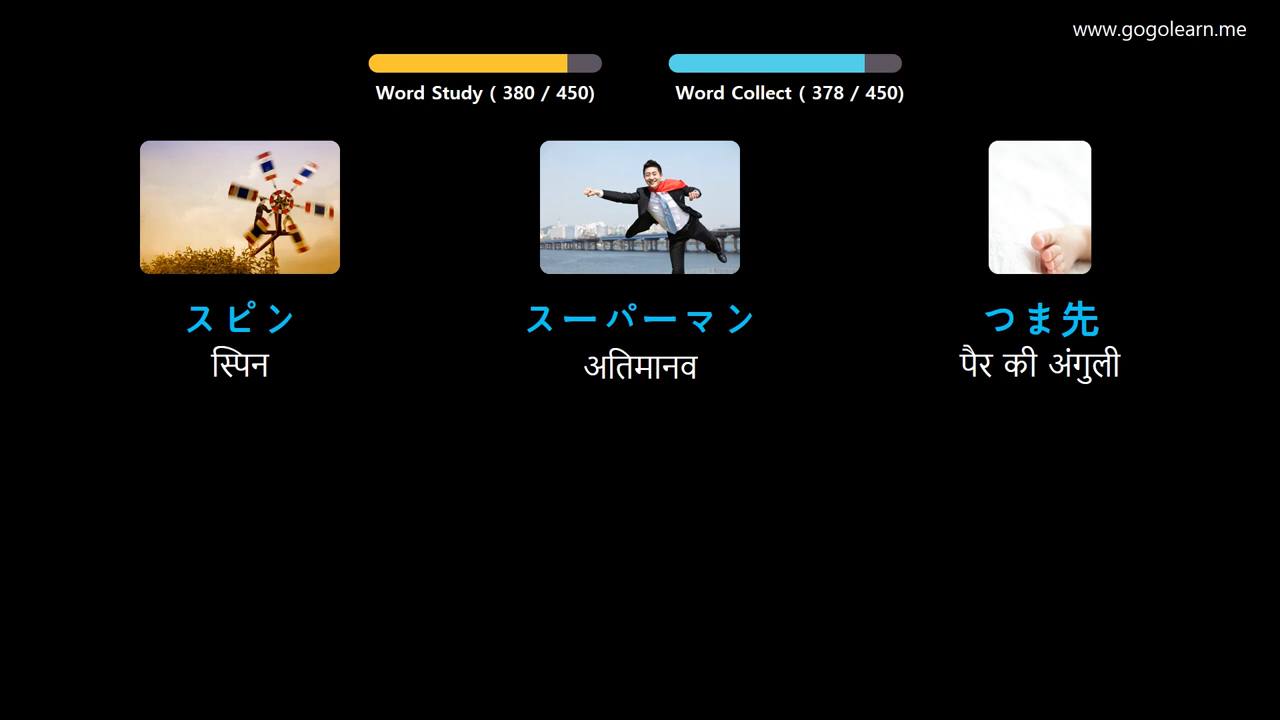 www.gogolearn.me
Word Study ( 380 / 450)
Word Collect ( 378 / 450)
スピン
स्पिन
スーパーマン
अतिमानव
つま先
पैर की अंगुली